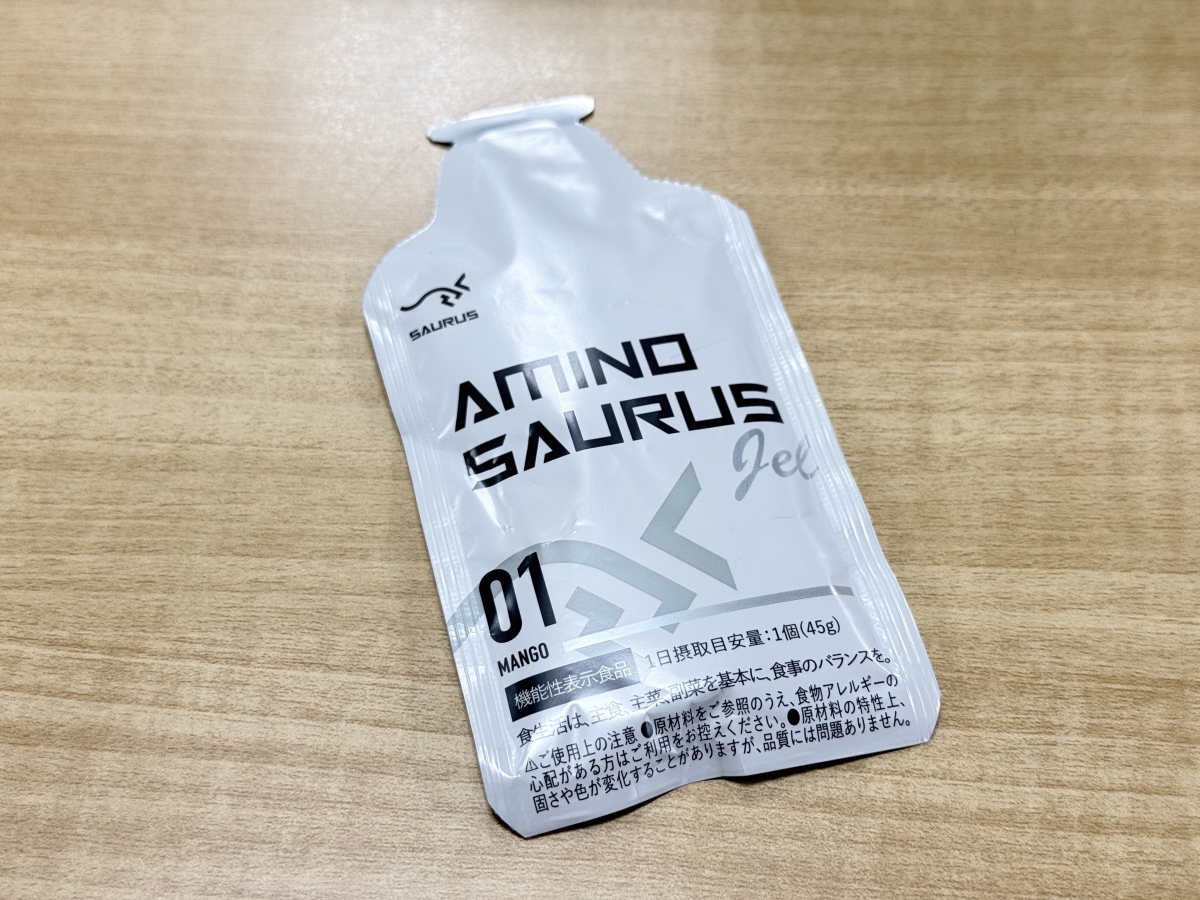 SAURUS
AMINO
SAURUS
Jel
01
MANGO
機能性表示食品 1日摂取目安量:1個(45g)
食生活は、主食、主菜、副菜を基本に、食事のバランスを。
⚠ご使用上の注意 ●原材料をご参照のうえ、食物アレルギーの
心配がある方はご利用をお控えください。●原材料の特性上、
固さや色が変化することがありますが、品質には問題ありません。